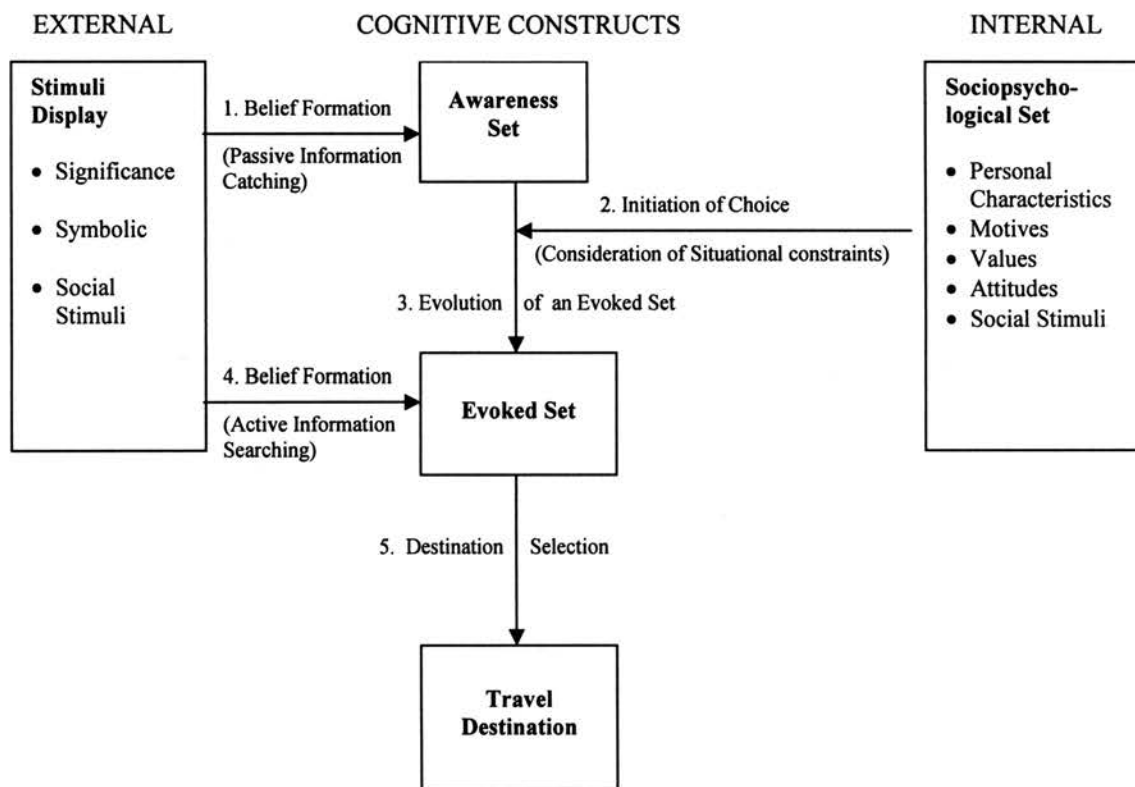 EXTERNAL
COGNITIVE CONSTRUCTS
INTERNAL
Stimuli
Display
• Significance
• Symbolic
• Social
Stimuli
1. Belief Formation
(Passive Information
Catching)
Awareness
Set
2. Initiation of Choice
(Consideration of Situational constraints)
3. Evolution of an Evoked Set
4. Belief Formation
(Active Information
Searching)
Evoked Set
5. Destination Selection
Travel
Destination
Sociopsycho-
logical Set
• Personal
Characteristics
• Motives
• Values
• Attitudes
• Social Stimuli